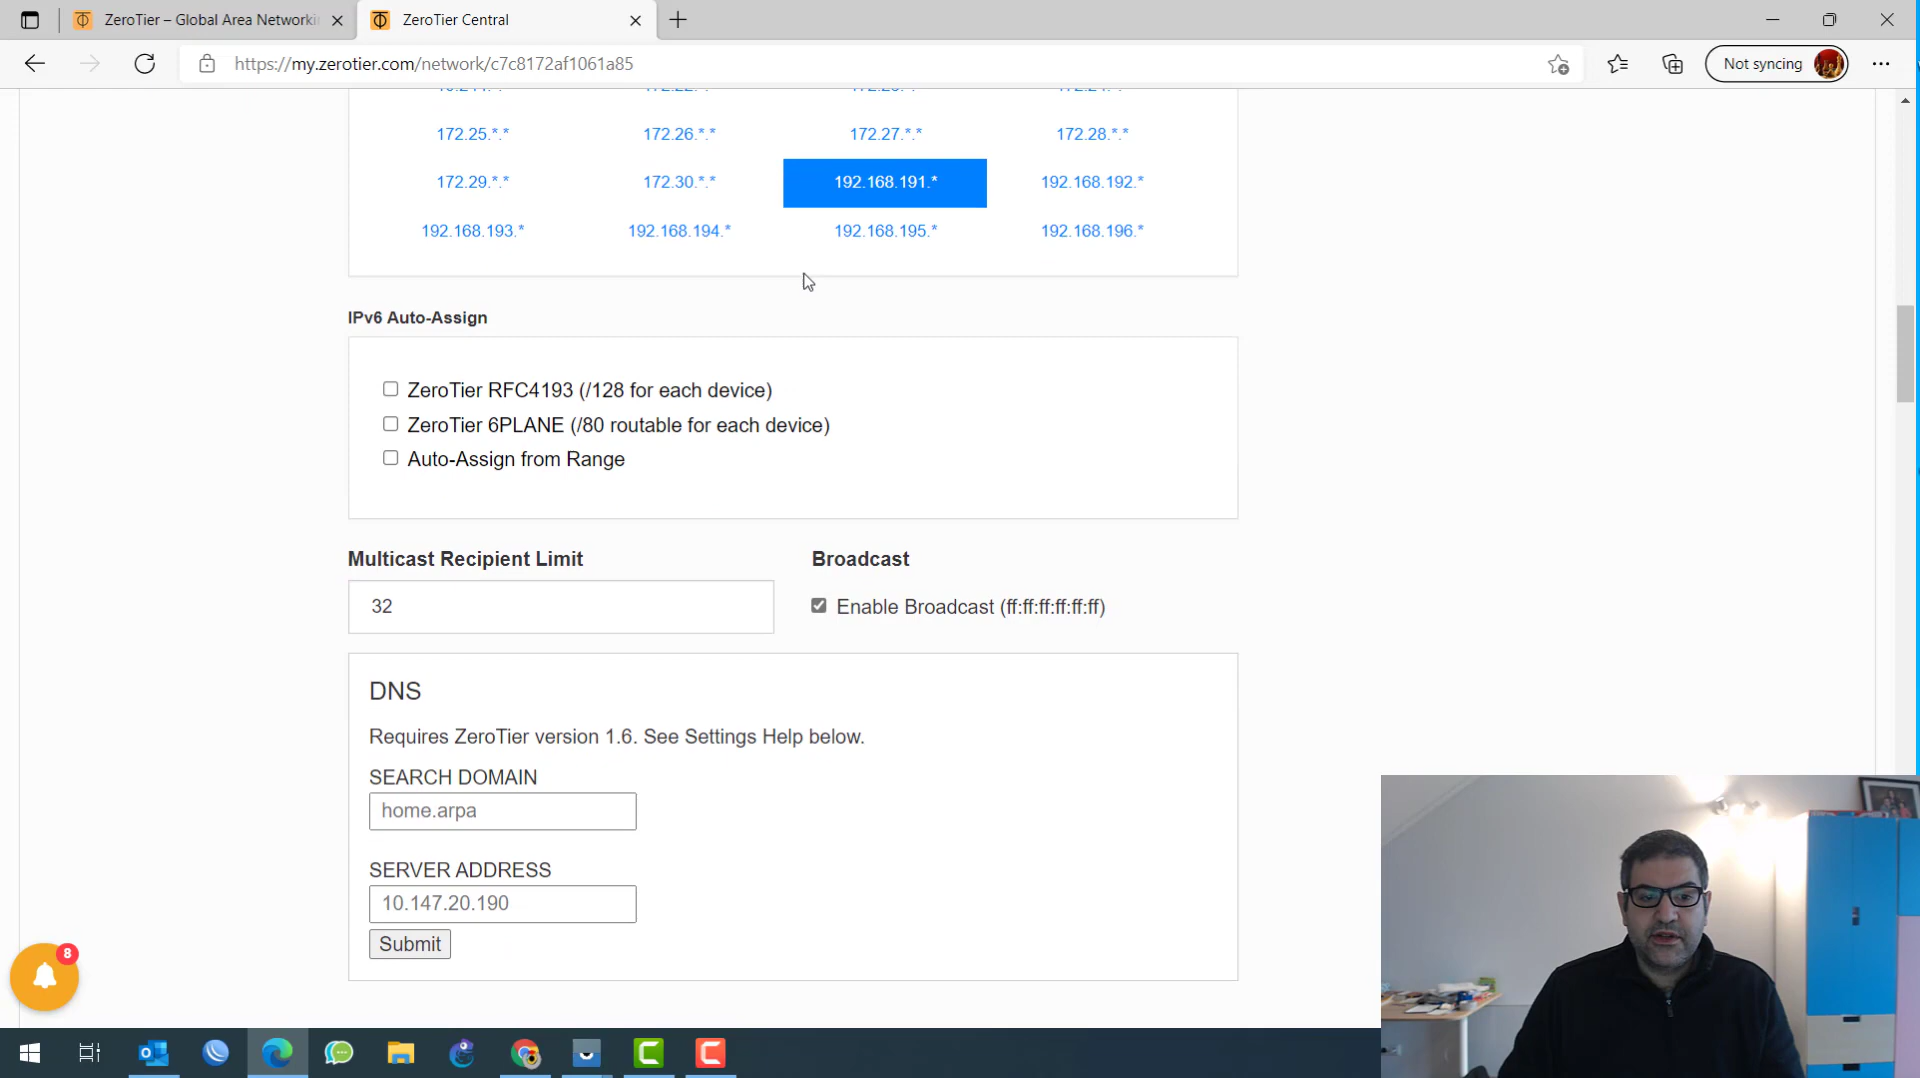 ZeroTier – Global Area Networki
ZeroTier Central
https://my.zerotier.com/network/c7c8172af1061a85
Not syncing
172.25.*.* 172.26.*.* 172.27.*.* 172.28.*.*
172.29.*.* 172.30.*.* 192.168.191.* 192.168.192.*
192.168.193.* 192.168.194.* 192.168.195.* 192.168.196.*
IPv6 Auto-Assign
ZeroTier RFC4193 (/128 for each device)
ZeroTier 6PLANE (/80 routable for each device)
Auto-Assign from Range
Multicast Recipient Limit Broadcast
32 Enable Broadcast (ff:ff:ff:ff:ff:ff)
DNS
Requires ZeroTier version 1.6. See Settings Help below.
SEARCH DOMAIN
home.arpa
SERVER ADDRESS
10.147.20.190
Submit
8